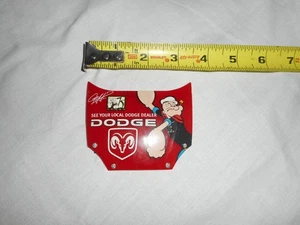 1 2 3 4 5 6 7
SEE YOUR LOCAL DODGE DEALER
DODGE